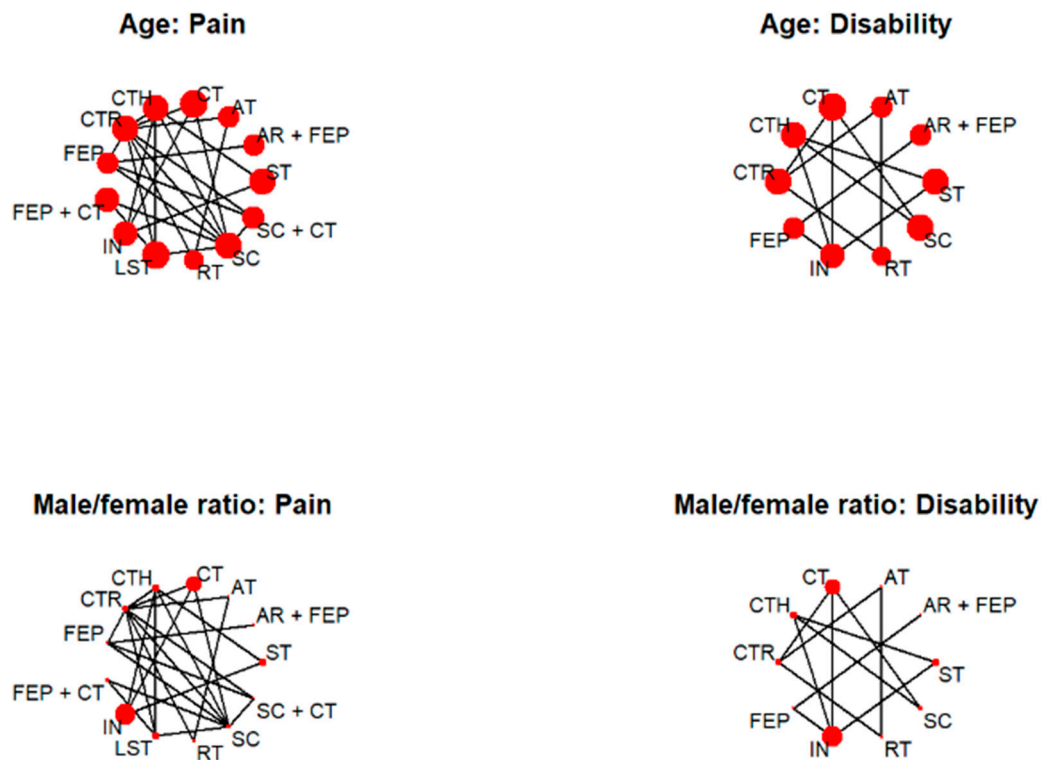 Age: Pain
CT
CTH
AT
CTR
AR + FEP
FEP
ST
FEP + CT
SC + CT
IN
SC
LST
RT
Age: Disability
CT
AT
CTH
AR + FEP
CTR
ST
FEP
SC
IN
RT
Male/female ratio: Pain
CT
CTH
AT
CTR
AR + FEP
FEP
ST
FEP + CT
SC + CT
IN
SC
LST
RT
Male/female ratio: Disability
CT
AT
CTH
AR + FEP
CTR
ST
FEP
SC
IN
RT